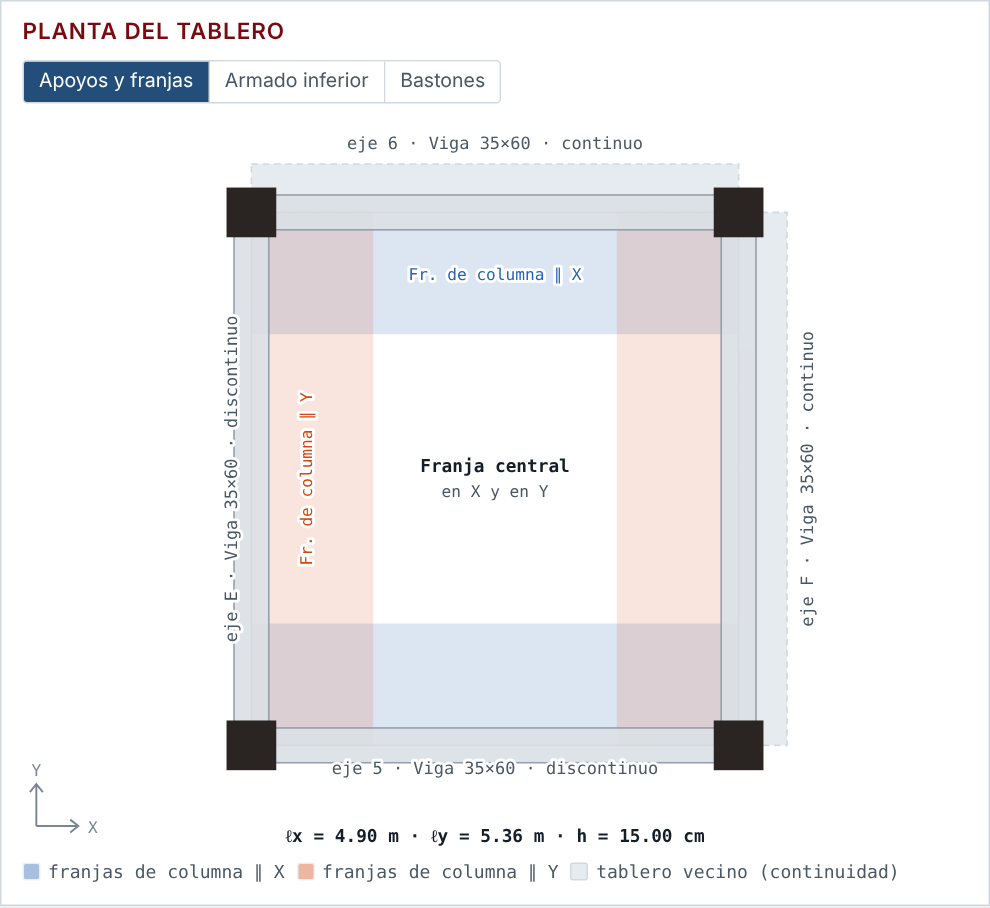 PLANTA DEL TABLERO
Apoyos y franjas
Armado inferior
Bastones
eje 6 · Viga 35×60 · continuo
Fr. de columna ∥ X
eje E · Viga 35×60 · discontinuo
Fr. de columna ∥ Y
Franja central
en X y en Y
eje F · Viga 35×60 · continuo
eje 5 · Viga 35×60 · discontinuo
Y
X
ℓx = 4.90 m · ℓy = 5.36 m · h = 15.00 cm
franjas de columna ∥ X
franjas de columna ∥ Y
tablero vecino (continuidad)